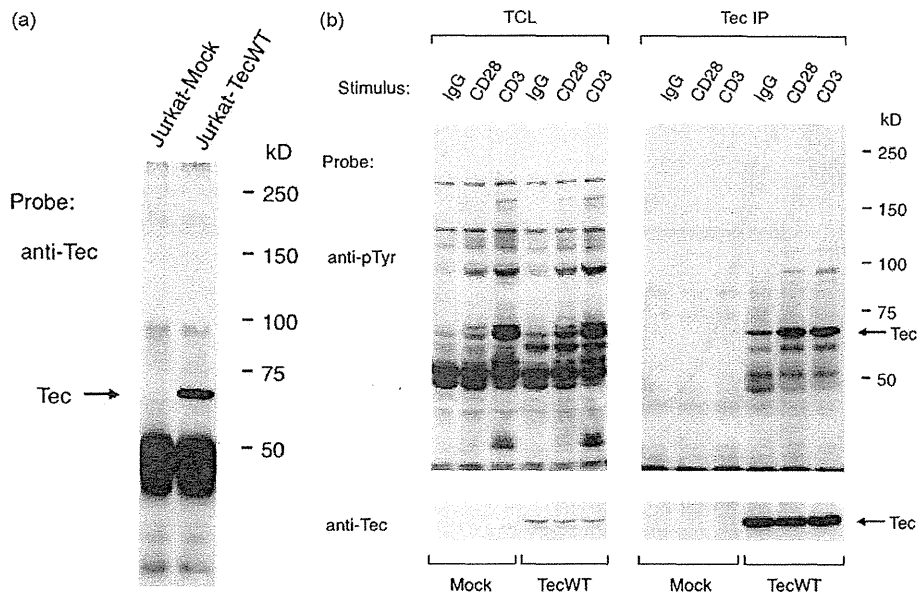 (a)
Jurkat-Mock
Jurkat-TecWT
kD
Probe:
anti-Tec
250
150
100
75
50
Tec
(b)
TCL
Tec IP
Stimulus:
IgG
CD28
CD3
IgG
CD28
CD3
IgG
CD28
CD3
IgG
CD28
CD3
kD
Probe:
anti-pTyr
250
150
100
75
Tec
50
anti-Tec
Tec
Mock
TecWT
Mock
TecWT